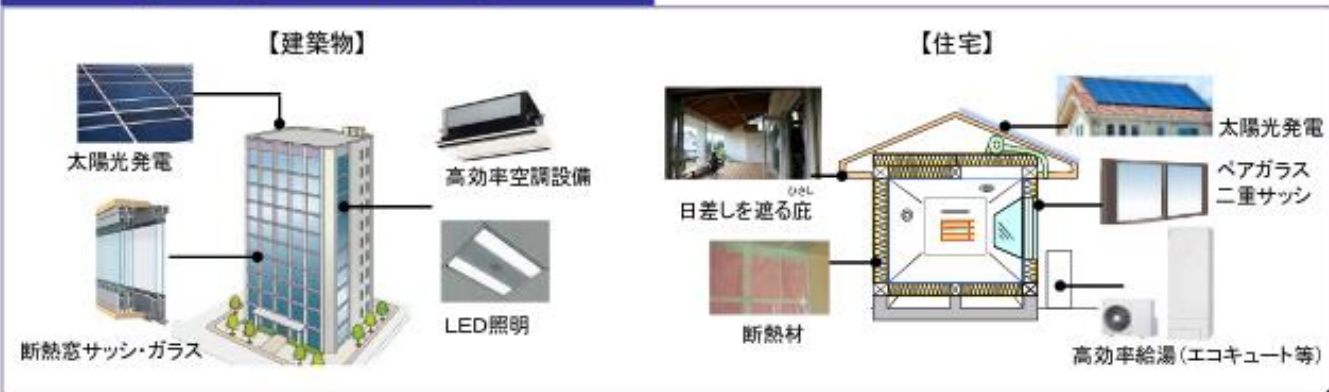 【建築物】
太陽光発電
高効率空調設備
断熱窓サッシ・ガラス
LED照明
【住宅】
ひさし
日差しを遮る庇
太陽光発電
ペアガラス
二重サッシ
断熱材
高効率給湯(エコキュート等)